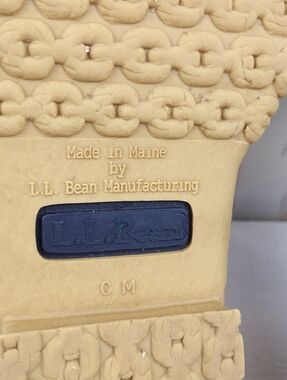 Made in Maine
by
L.L. Bean Manufacturing
L.L.Bean
C M